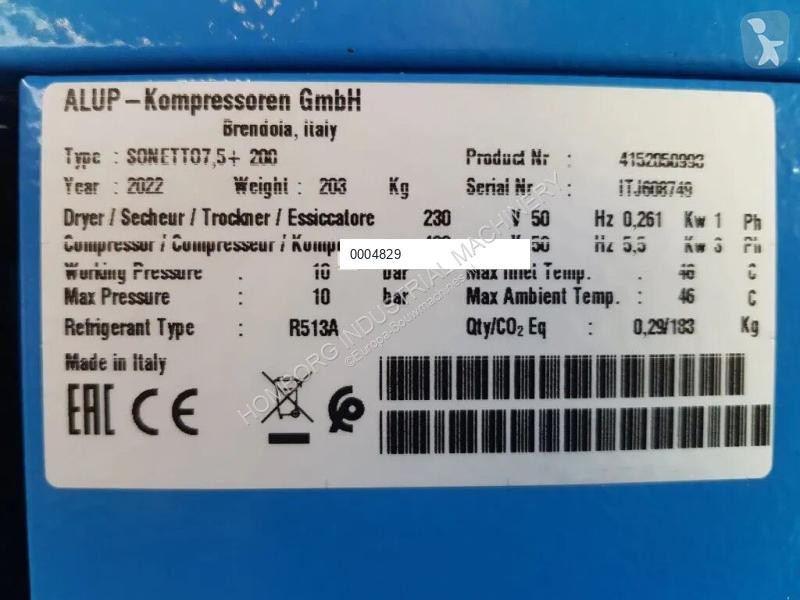 ALUP – Kompressoren GmbH
Brendola, Italy
Type : SONETTO7,5+ 200 Product Nr : 4152050993
Year : 2022 Weight : 203 Kg Serial Nr : ITJ608749
Dryer / Secheur / Trockner / Essiccatore 230 V 50 Hz 0,261 Kw 1 Ph
Compressor / Compresseur / V 50 Hz 5,5 Kw 3 Ph
0004829
Working Pressure : 10 bar Max Inlet Temp. : 46 C
Max Pressure : 10 bar Max Ambient Temp. : 46 C
Refrigerant Type : R513A Qty/CO₂ Eq : 0,29/183 Kg
Made in Italy
EAC CE
HOMBORG INDUSTRIAL MACHINERY